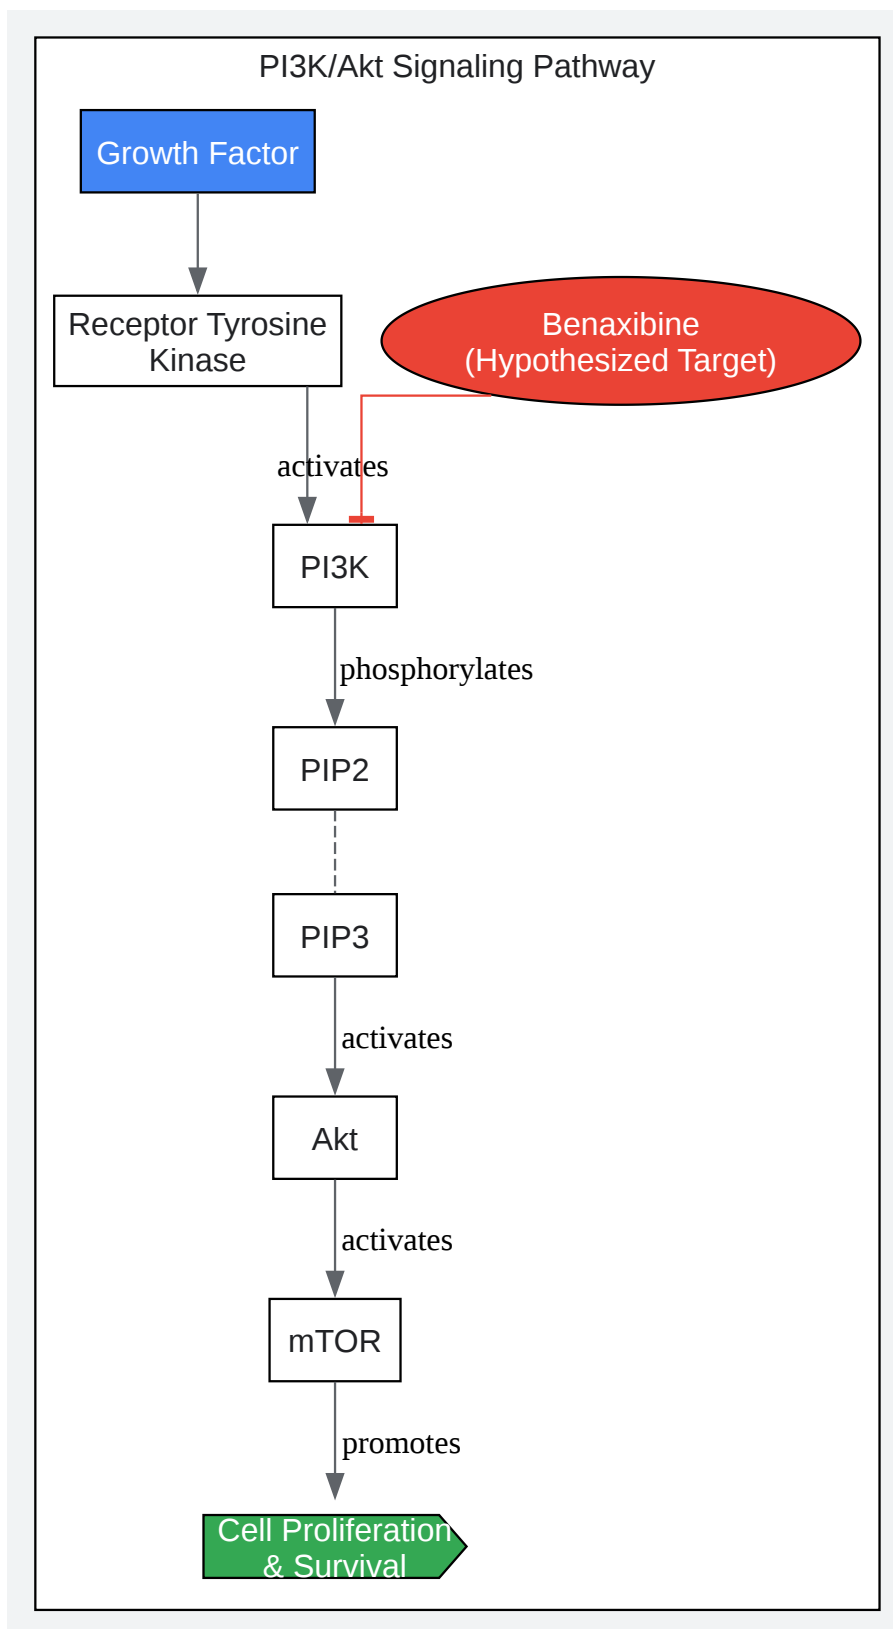 PI3K/Akt Signaling Pathway
Growth Factor
Receptor Tyrosine
Kinase
Benaxibine
(Hypothesized Target)
activates
PI3K
phosphorylates
PIP2
PIP3
activates
Akt
activates
mTOR
promotes
Cell Proliferation
& Survival